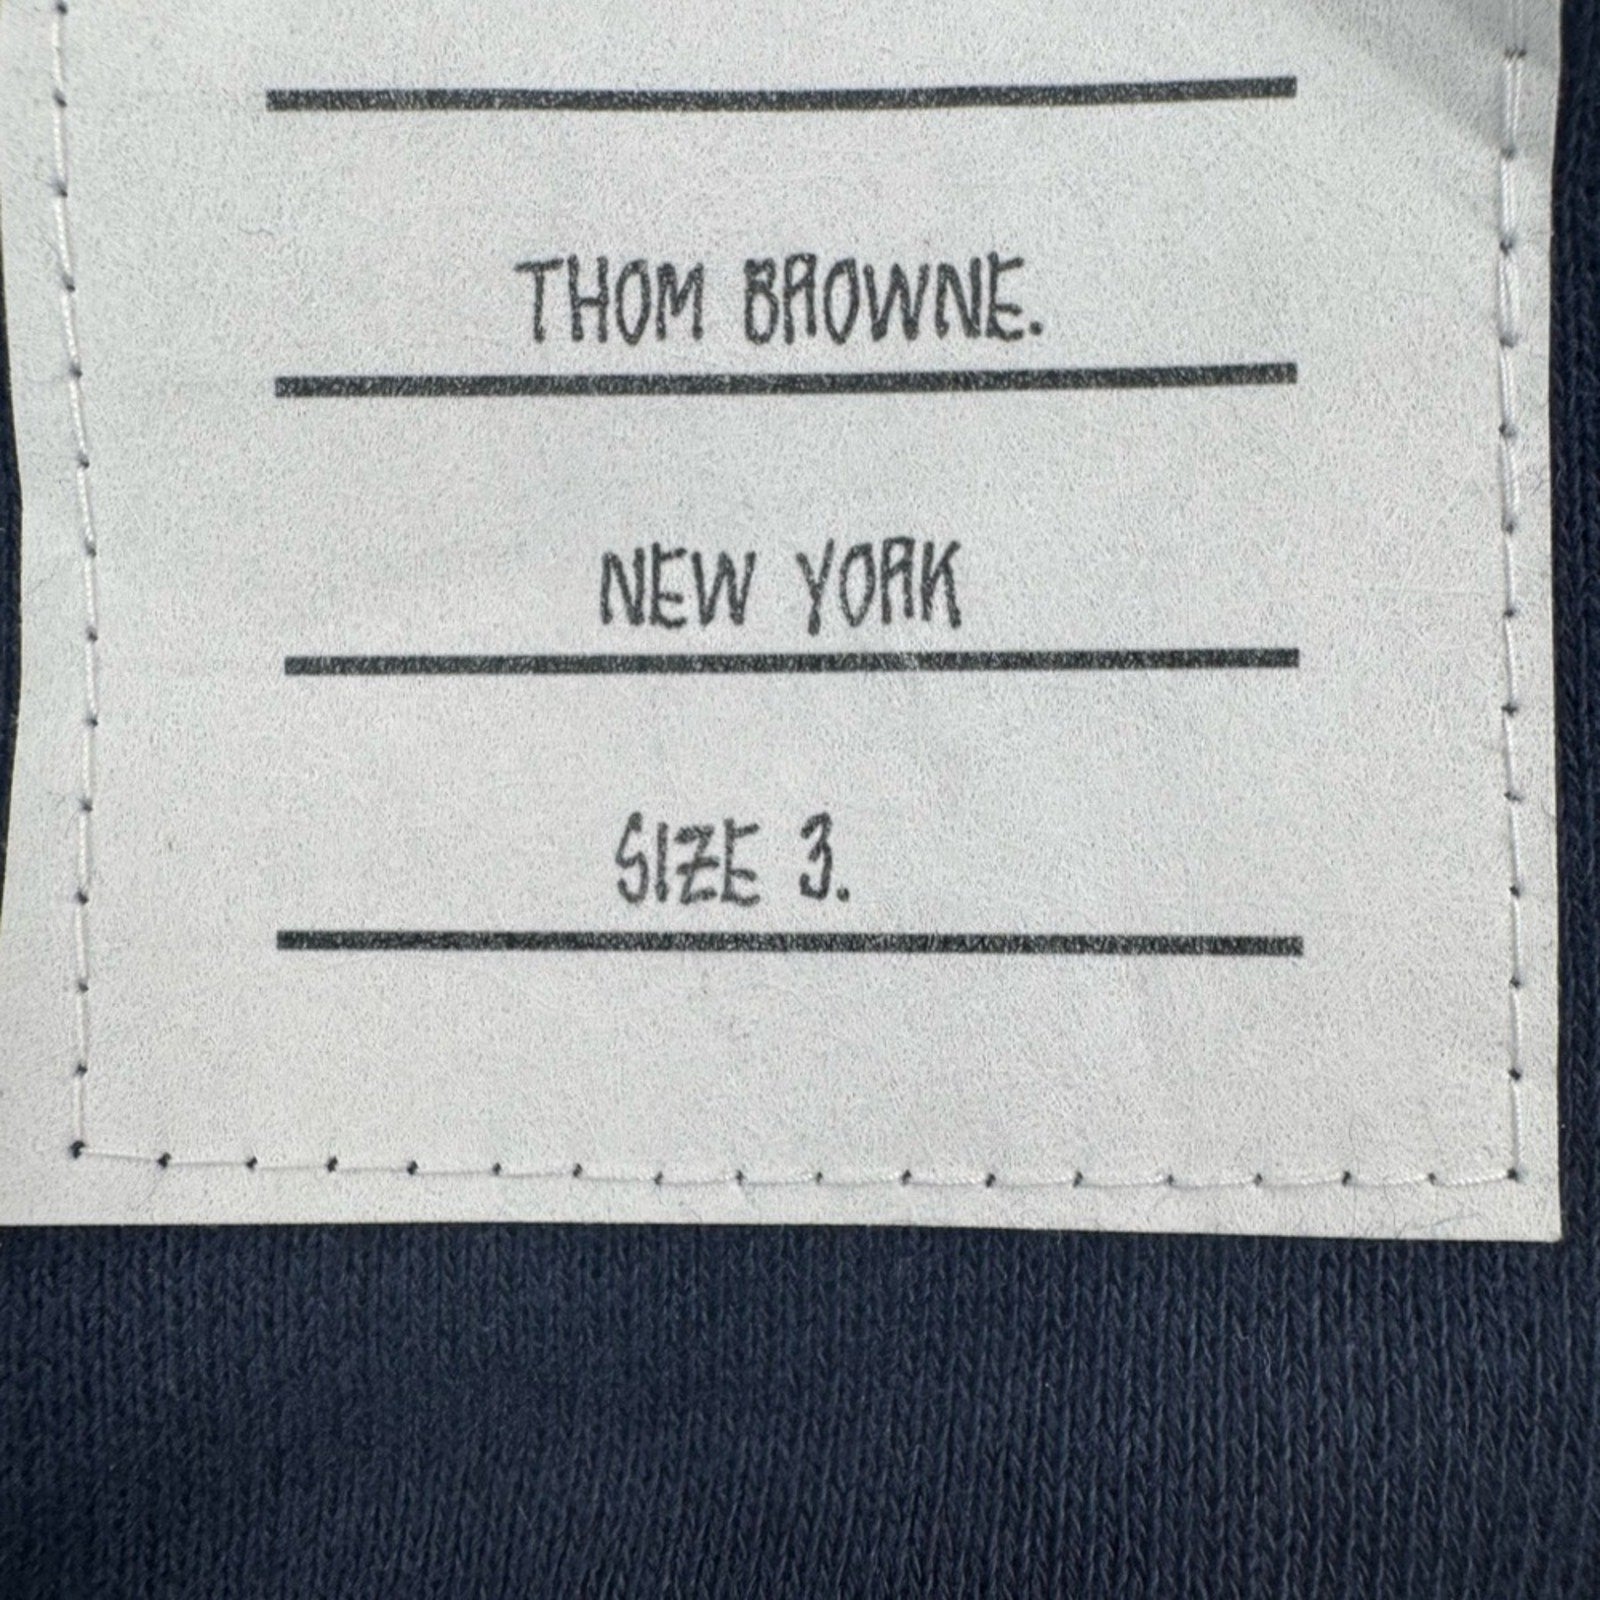 THOM BROWNE.
NEW YORK
SIZE 3.